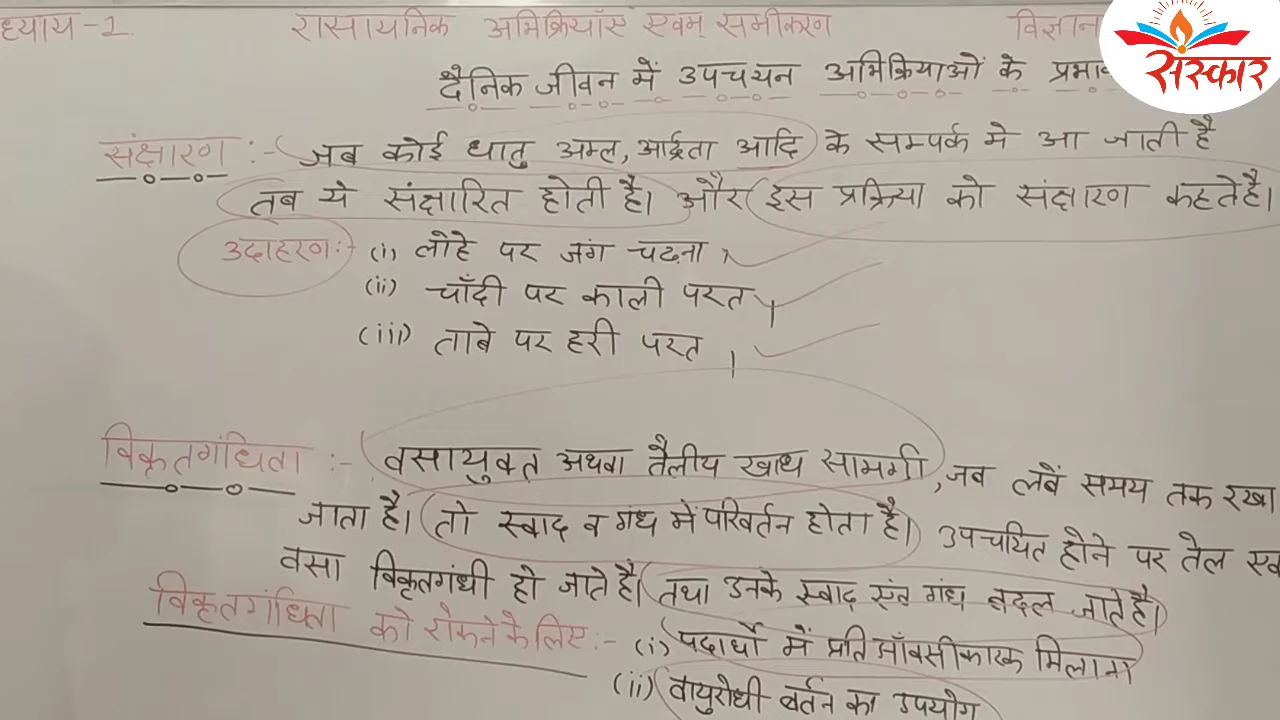 ध्याय-1. रासायनिक अभिक्रियाँएं एवम् समीकरण विज्ञान
संस्कार
दैनिक जीवन में उपचयन अभिक्रियाओं के प्रभाव
संक्षारण :- जब कोई धातु अम्ल, आर्द्रता आदि के सम्पर्क मे आ जाती है
तब ये संक्षारित होती है। और इस प्रक्रिया को संक्षारण कहते है।
उदाहरण:- (i) लोहे पर जंग चढना,
(ii) चाँदी पर काली परत,
(iii) ताबे पर हरी परत,
विकृतगंधिता :- वसायुक्त अथवा तैलीय खाध सामगी, जब लंबें समय तक रखा
जाता है। तो स्वाद व गंध में परिवर्तन होता है। उपचयित होने पर तेल एव
वसा विकृतगंधी हो जाते है। तथा उनके स्वाद एंव गंध बदल जाते है।
विकृतगंधिता को रोकने के लिए:- (i) पदार्थो में प्रति ऑक्सीकारक मिलाना
(ii) वायुरोधी बर्तन का उपयोग